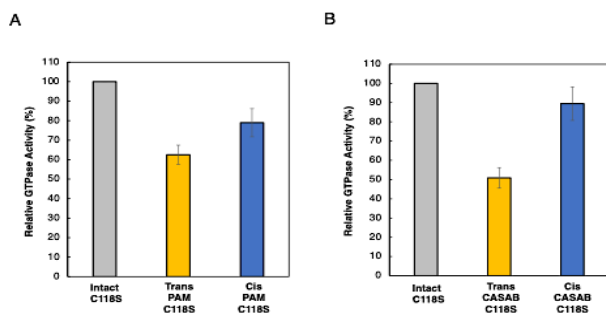 A
Relative GTPase Activity (%)
110
100
90
80
70
60
50
40
30
20
10
0
Intact
C118S
Trans
PAM
C118S
Cis
PAM
C118S
B
Relative GTPase Activity (%)
110
100
90
80
70
60
50
40
30
20
10
0
Intact
C118S
Trans
CASAB
C118S
Cis
CASAB
C118S